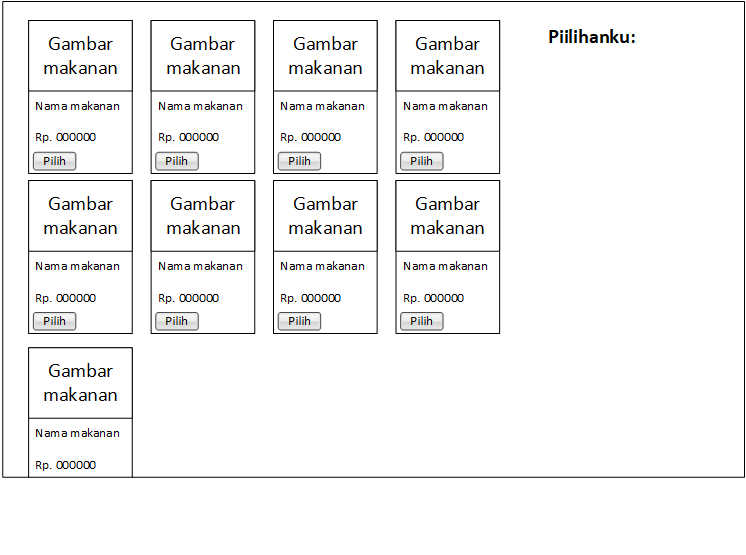 Gambar makanan
Gambar makanan
Gambar makanan
Gambar makanan
Piilihanku:
Nama makanan
Nama makanan
Nama makanan
Nama makanan
Rp. 000000
Rp. 000000
Rp. 000000
Rp. 000000
Pilih
Pilih
Pilih
Pilih
Gambar makanan
Gambar makanan
Gambar makanan
Gambar makanan
Nama makanan
Nama makanan
Nama makanan
Nama makanan
Rp. 000000
Rp. 000000
Rp. 000000
Rp. 000000
Pilih
Pilih
Pilih
Pilih
Gambar makanan
Nama makanan
Rp. 000000